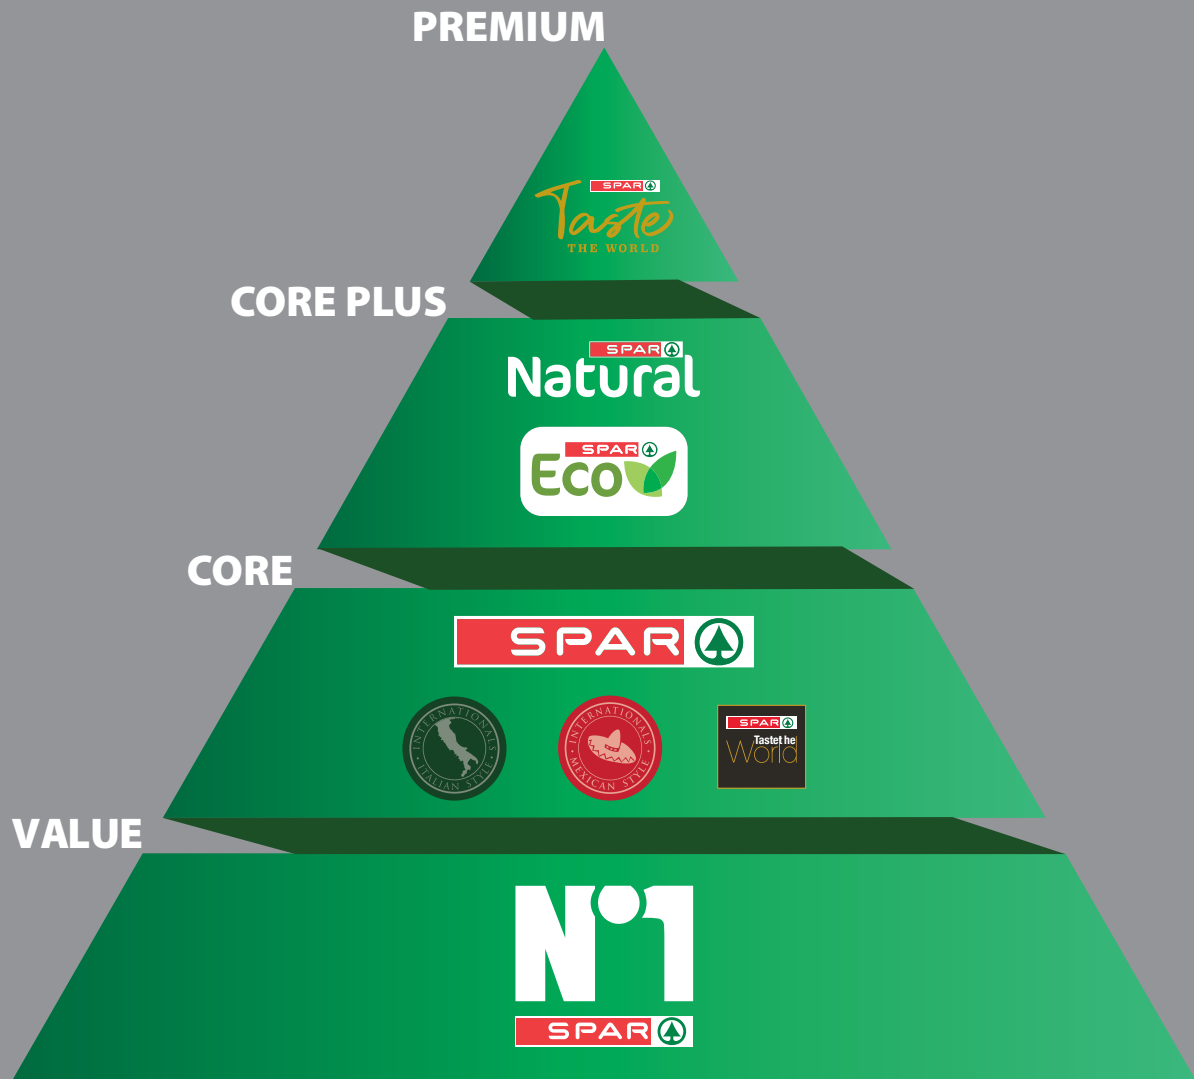 PREMIUM
SPAR
Taste
THE WORLD
CORE PLUS
SPAR
Natural
SPAR
Eco
CORE
SPAR
INTERNATIONALS
ITALIAN STYLE
INTERNATIONALS
MEXICAN STYLE
SPAR
Tastet he
World
VALUE
N°1
SPAR